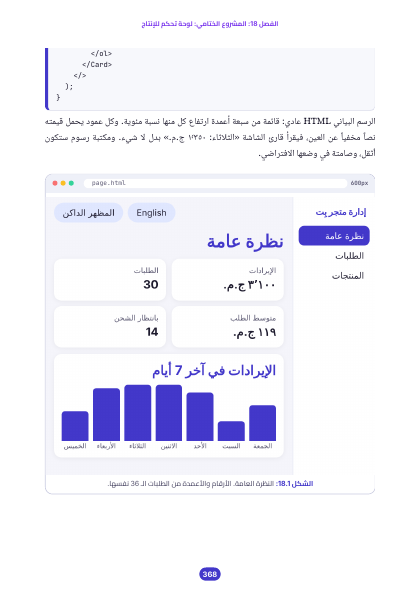 الفصل 18: المشروع الختامي: لوحة تحكم للإنتاج
</ol>
</Card>
</>
);
}
الرسم البياني HTML عادي: قائمة من سبعة أعمدة ارتفاع كل منها نسبة مئوية. وكل عمود يحمل قيمته
نصاً مخفياً عن العين، فيقرأ قارئ الشاشة «الثلاثاء: ١٬٣٥٠ ج.م.» بدل لا شيء. ومكتبة رسوم ستكون
أثقل، وصامتة في وضعها الافتراضي.
page.html
600px
إدارة متجر بِت
English
المظهر الداكن
نظرة عامة
الطلبات
المنتجات
نظرة عامة
الإيرادات
٣٬١٠٠ ج.م.
الطلبات
30
متوسط الطلب
١١٩ ج.م.
بانتظار الشحن
14
الإيرادات في آخر 7 أيام
الجمعة السبت الأحد الاثنين الثلاثاء الأربعاء الخميس
الشكل 18.1: النظرة العامة. الأرقام والأعمدة من الطلبات الـ 36 نفسها.
368